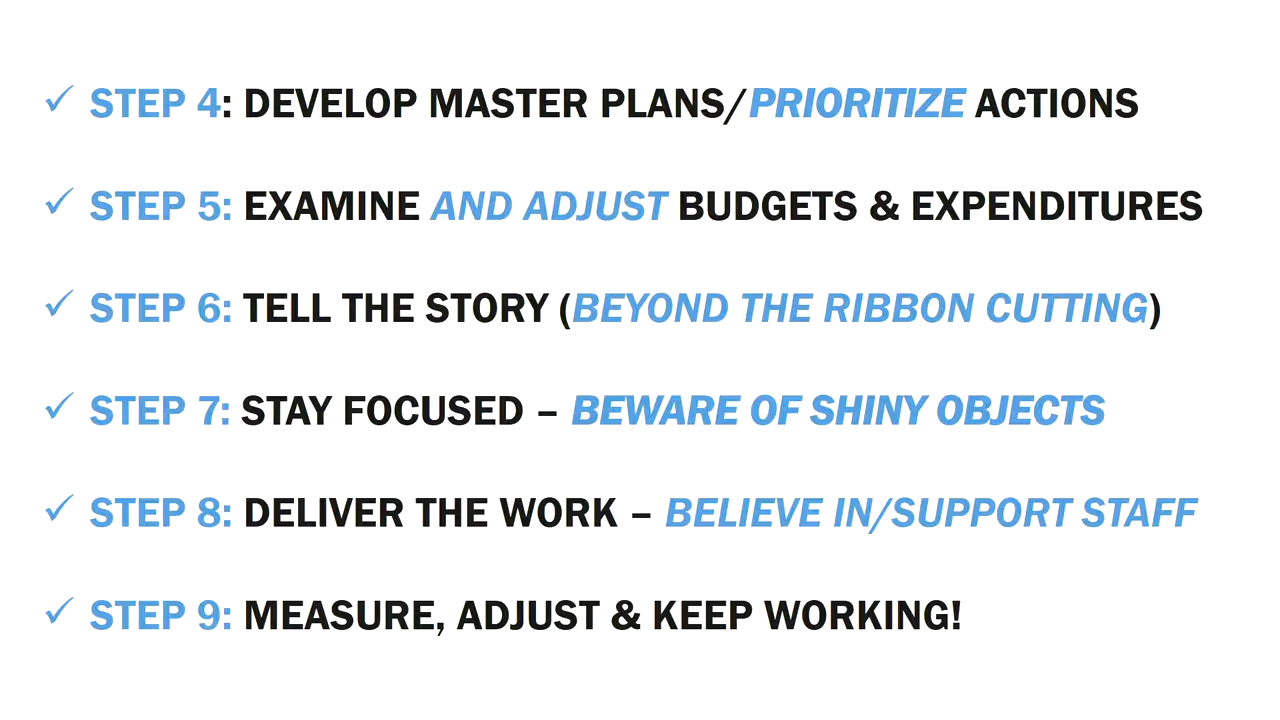 ✓ STEP 4: DEVELOP MASTER PLANS/PRIORITIZE ACTIONS
✓ STEP 5: EXAMINE AND ADJUST BUDGETS & EXPENDITURES
✓ STEP 6: TELL THE STORY (BEYOND THE RIBBON CUTTING)
✓ STEP 7: STAY FOCUSED – BEWARE OF SHINY OBJECTS
✓ STEP 8: DELIVER THE WORK – BELIEVE IN/SUPPORT STAFF
✓ STEP 9: MEASURE, ADJUST & KEEP WORKING!